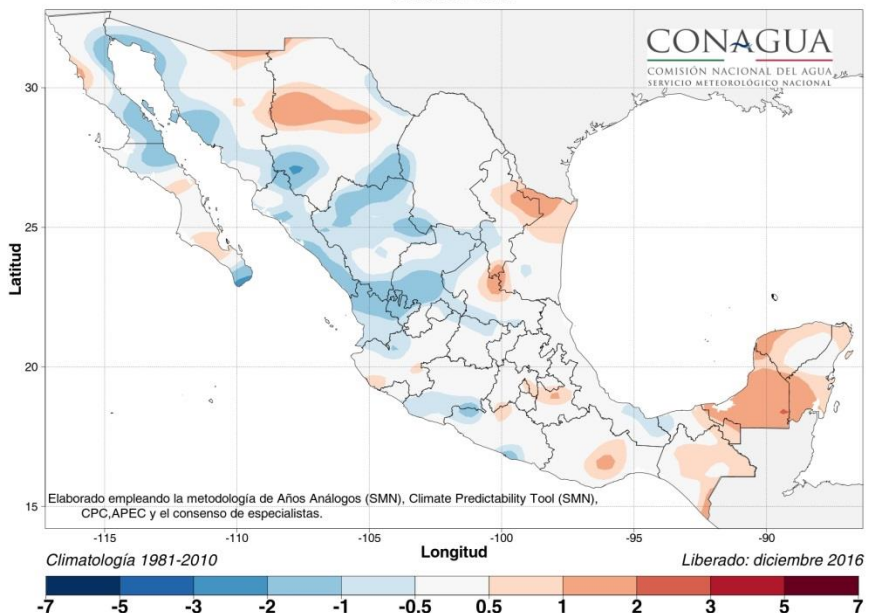 CONAGUA
COMISIÓN NACIONAL DEL AGUA
SERVICIO METEOROLÓGICO NACIONAL
30
25
20
15
Latitud
Elaborado empleando la metodología de Años Análogos (SMN), Climate Predictability Tool (SMN),
CPC,APEC y el consenso de especialistas.
-115 -110 -105 -100 -95 -90
Longitud
Climatología 1981-2010 Liberado: diciembre 2016
-7 -5 -3 -2 -1 -0.5 0.5 1 2 3 5 7